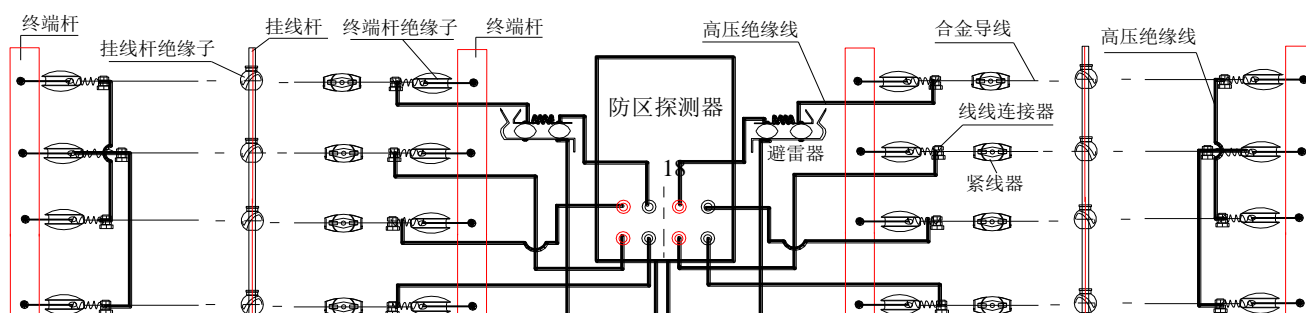 终端杆
挂线杆
终端杆绝缘子
终端杆
高压绝缘线
合金导线
高压绝缘线
挂线杆绝缘子
防区探测器
线线连接器
避雷器
18
紧线器